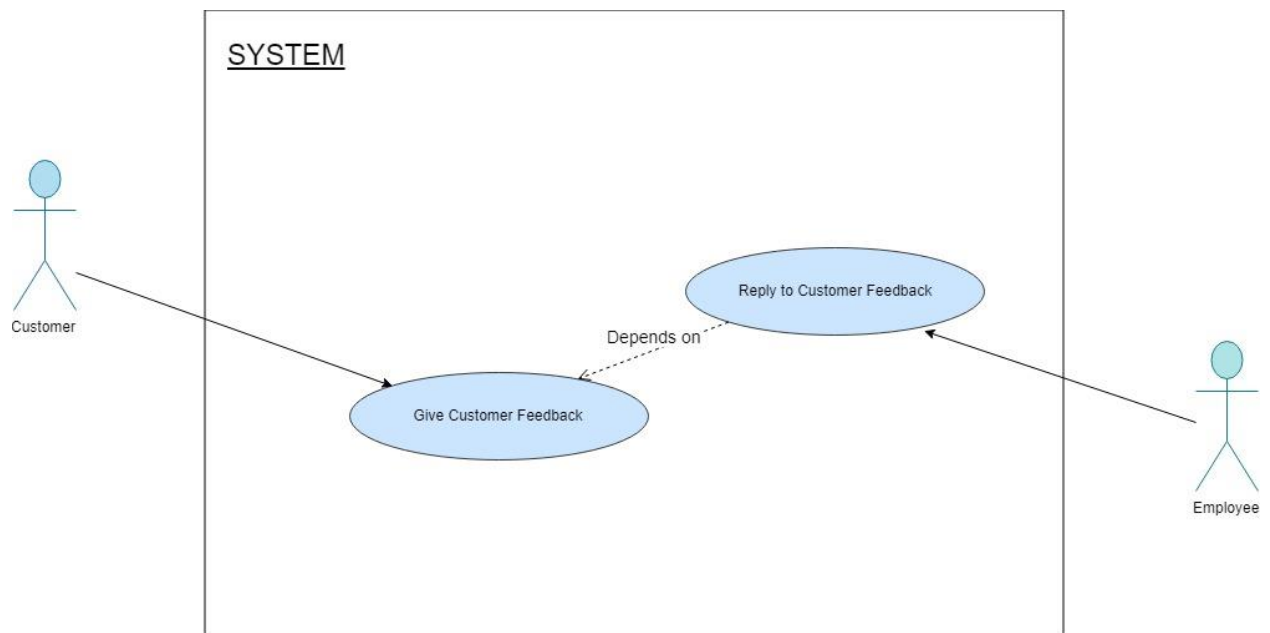 SYSTEM
Customer
Reply to Customer Feedback
Depends on
Give Customer Feedback
Employee